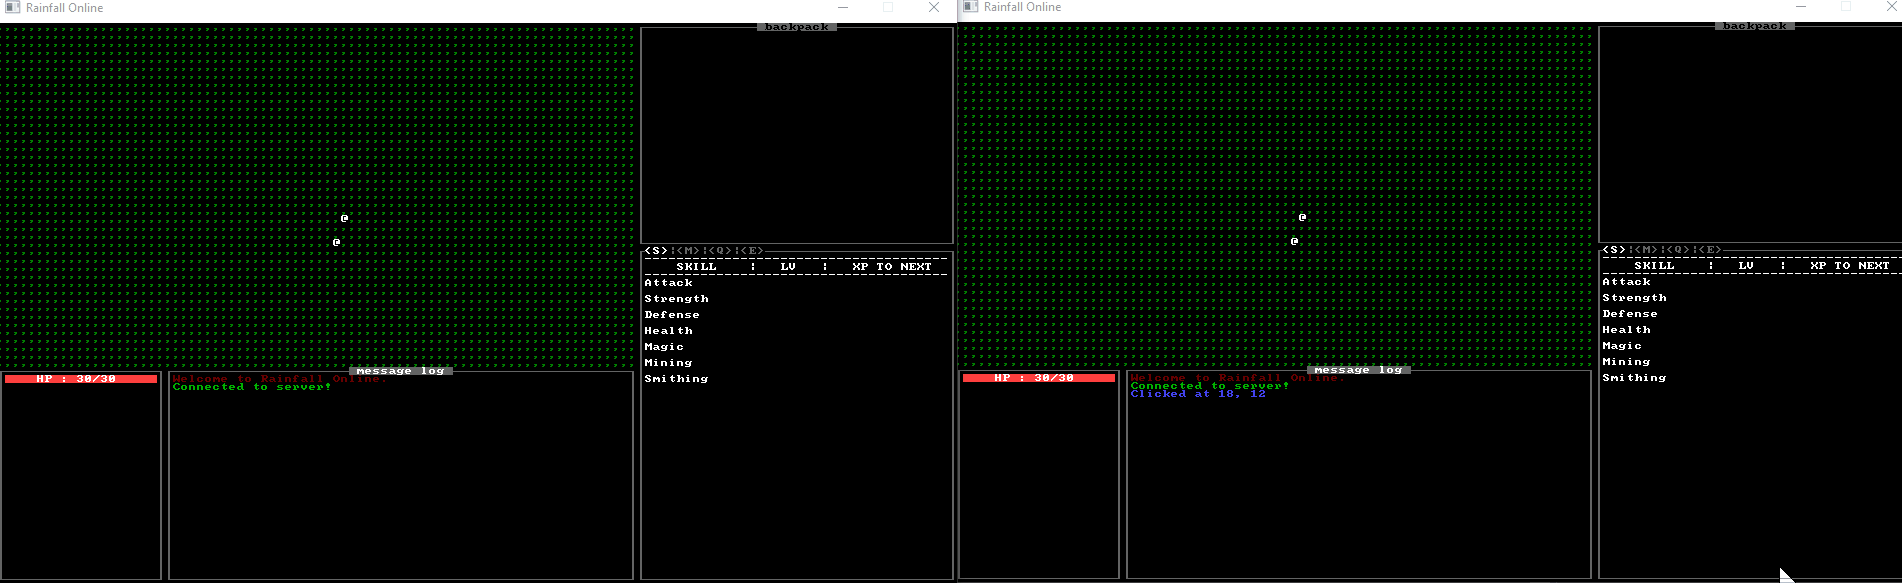 Rainfall Online
backpack
@
@
<S>¦<M>¦<Q>¦<E>
SKILL ¦ LV ¦ XP TO NEXT
Attack
Strength
Defense
Health
Magic
Mining
Smithing
HP : 30/30
message log
Welcome to Rainfall Online.
Connected to server!
Rainfall Online
backpack
@
@
<S>¦<M>¦<Q>¦<E>
SKILL ¦ LV ¦ XP TO NEXT
Attack
Strength
Defense
Health
Magic
Mining
Smithing
HP : 30/30
message log
Welcome to Rainfall Online.
Connected to server!
Clicked at 18, 12